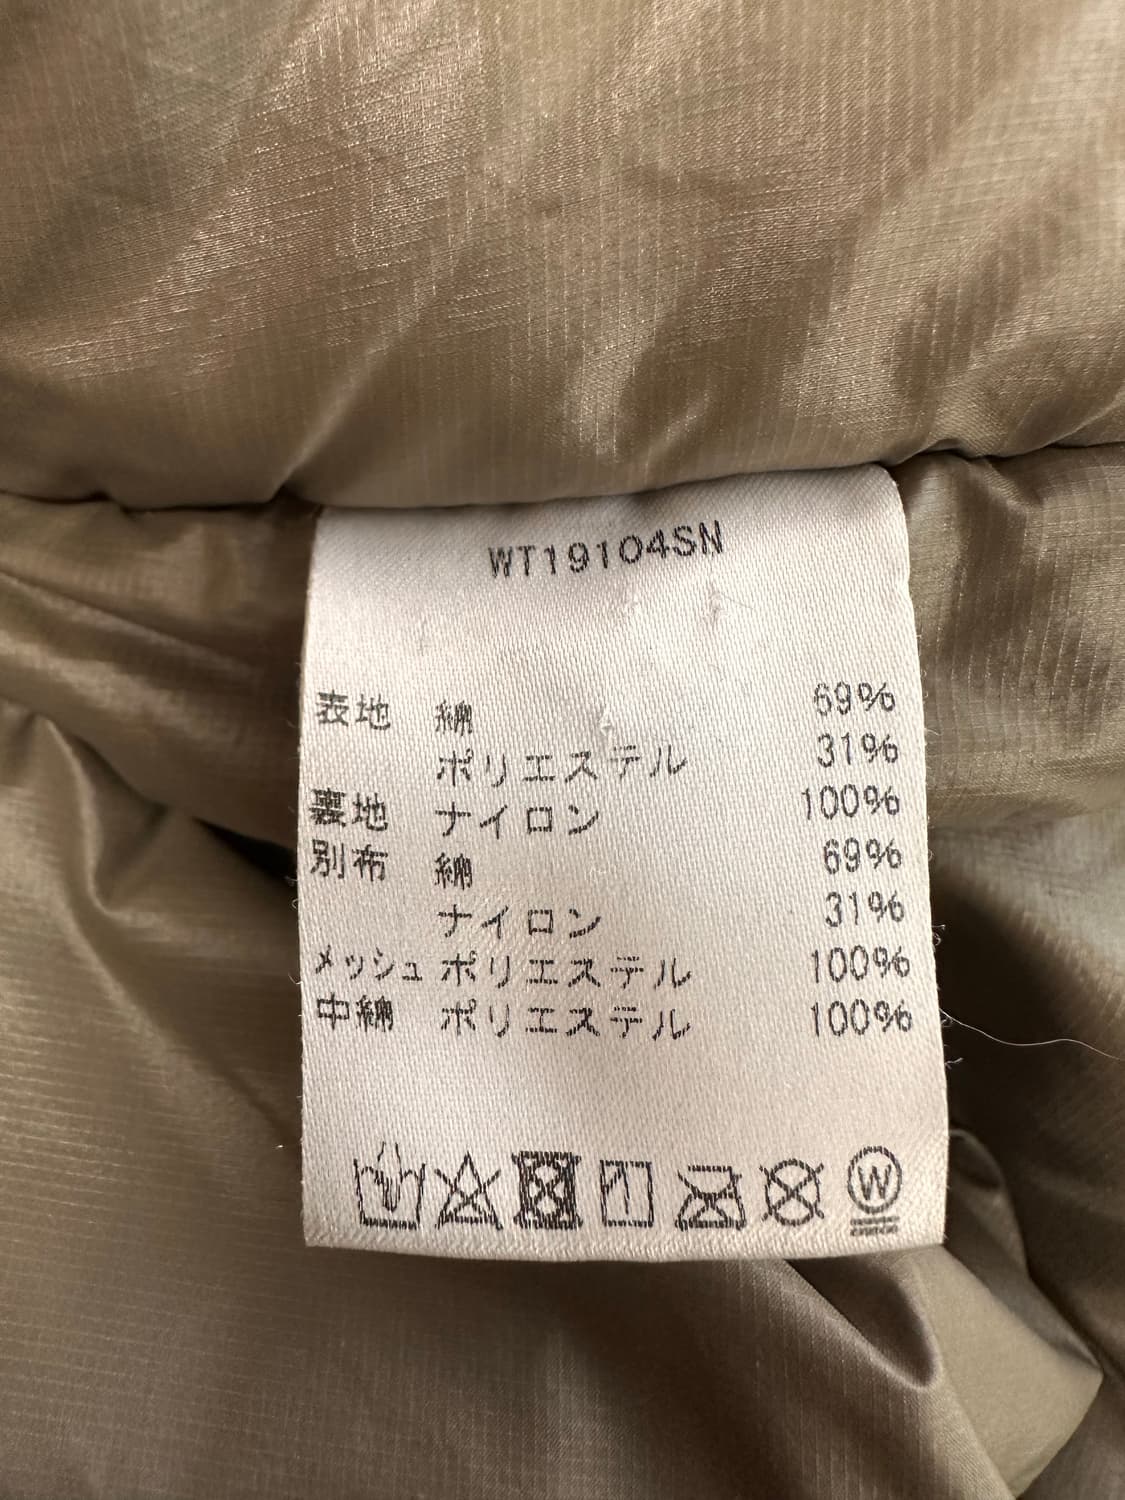 WT19104SN
表地 綿 69%
ポリエステル 31%
裏地 ナイロン 100%
別布 綿 69%
ナイロン 31%
メッシュ ポリエステル 100%
中綿 ポリエステル 100%
W